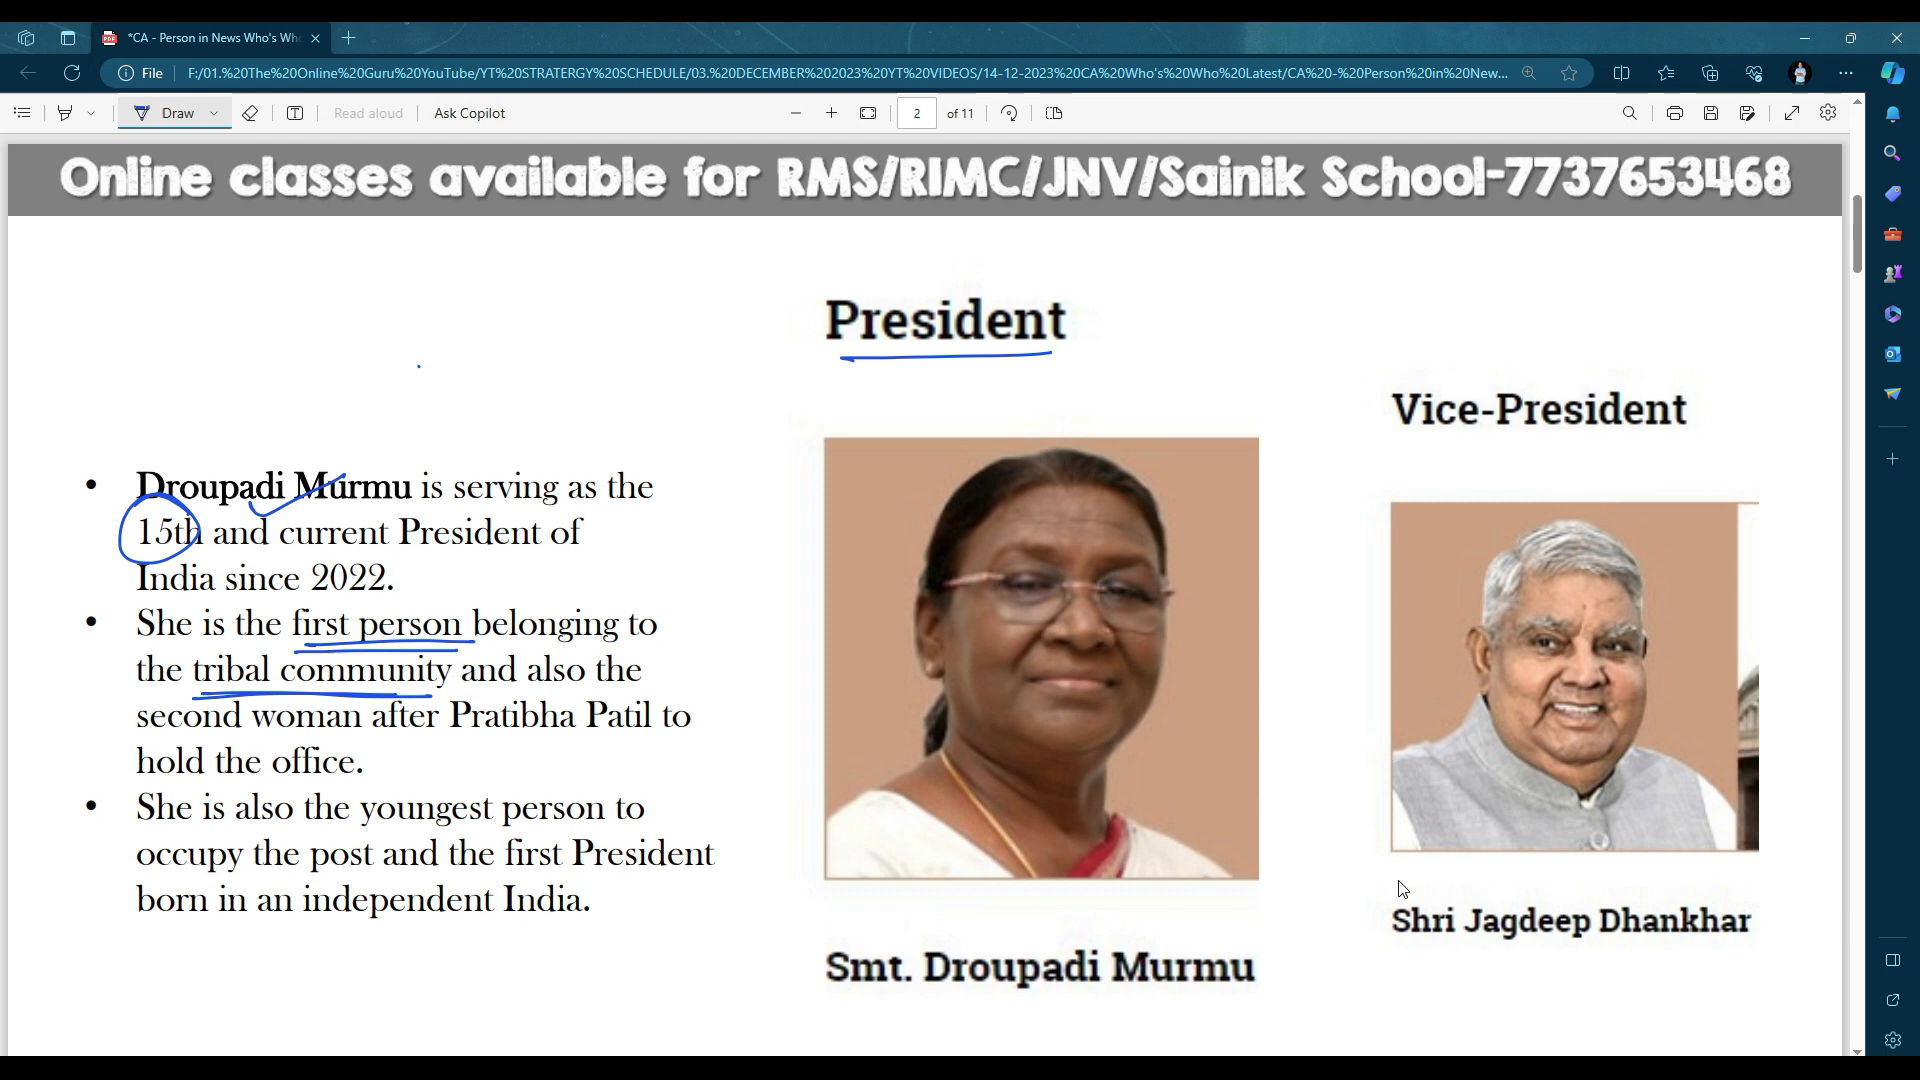 *CA - Person in News Who's Who
File
F:/01.%20The%20Online%20Guru%20YouTube/YT%20STRATERGY%20SCHEDULE/03.%20DECEMBER%202023%20YT%20VIDEOS/14-12-2023%20CA%20Who's%20Who%20Latest/CA%20-%20Person%20in%20New...
Draw
Read aloud
Ask Copilot
2
of 11
Online classes available for RMS/RIMC/JNV/Sainik School-7737653468
President
Vice-President
• Droupadi Murmu is serving as the
15th and current President of
India since 2022.
• She is the first person belonging to
the tribal community and also the
second woman after Pratibha Patil to
hold the office.
• She is also the youngest person to
occupy the post and the first President
born in an independent India.
Shri Jagdeep Dhankhar
Smt. Droupadi Murmu